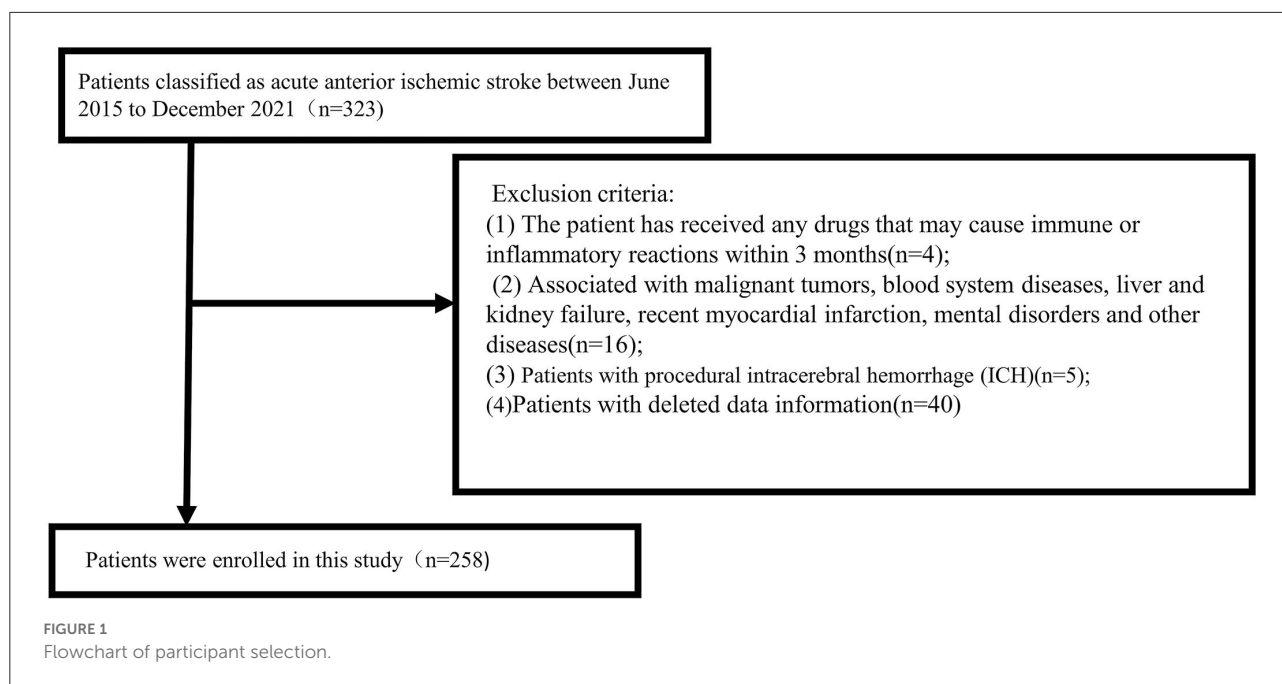 Patients classified as acute anterior ischemic stroke between June
2015 to December 2021（n=323)
Exclusion criteria:
(1) The patient has received any drugs that may cause immune or
inflammatory reactions within 3 months(n=4);
(2) Associated with malignant tumors, blood system diseases, liver and
kidney failure, recent myocardial infarction, mental disorders and other
diseases(n=16);
(3) Patients with procedural intracerebral hemorrhage (ICH)(n=5);
(4)Patients with deleted data information(n=40)
Patients were enrolled in this study（n=258)
FIGURE 1
Flowchart of participant selection.